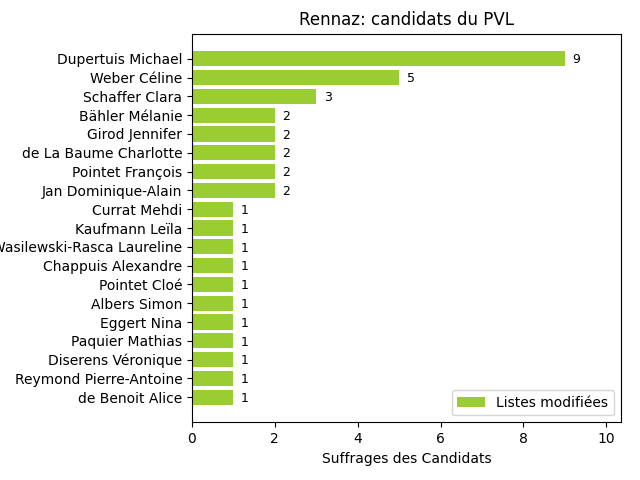 Rennaz: candidats du PVL
Dupertuis Michael 9
Weber Céline 5
Schaffer Clara 3
Bähler Mélanie 2
Girod Jennifer 2
de La Baume Charlotte 2
Pointet François 2
Jan Dominique-Alain 2
Currat Mehdi 1
Kaufmann Leïla 1
Wasilewski-Rasca Laureline 1
Chappuis Alexandre 1
Pointet Cloé 1
Albers Simon 1
Eggert Nina 1
Paquier Mathias 1
Diserens Véronique 1
Reymond Pierre-Antoine 1
de Benoit Alice 1
Listes modifiées
0 2 4 6 8 10
Suffrages des Candidats